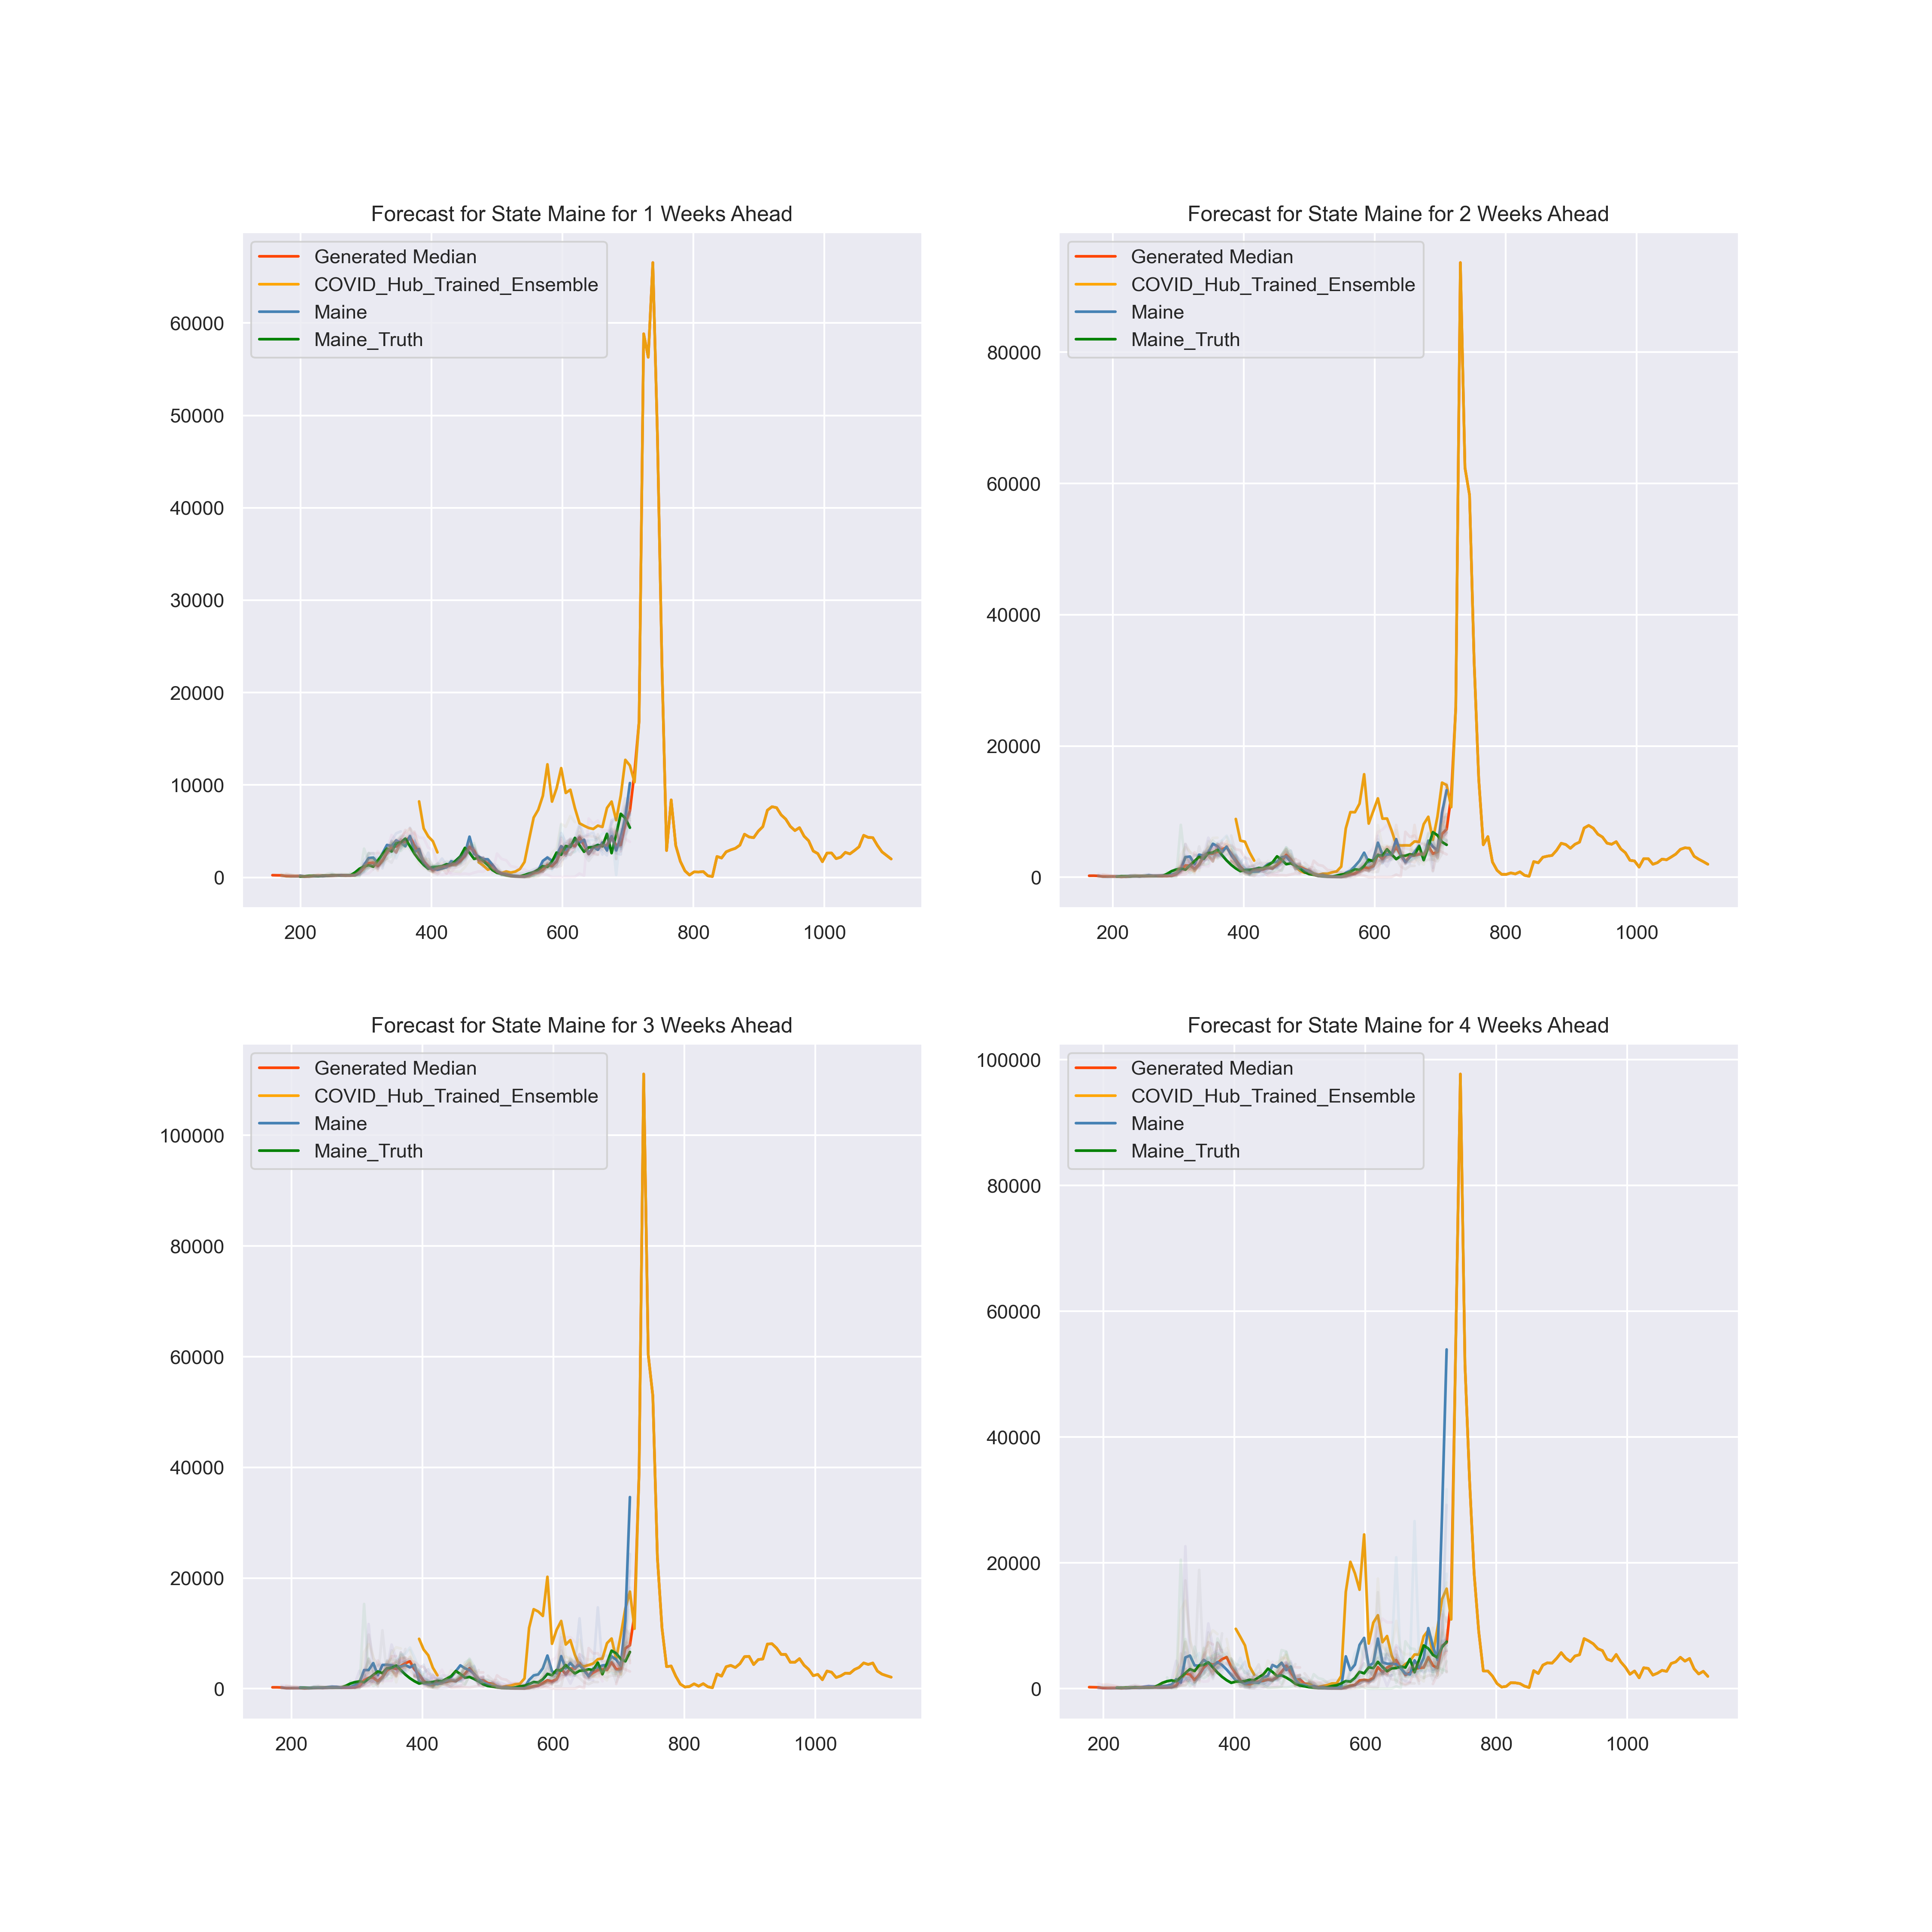 Forecast for State Maine for 1 Weeks Ahead
Generated Median
COVID_Hub_Trained_Ensemble
Maine
Maine_Truth
60000
50000
40000
30000
20000
10000
0
200 400 600 800 1000
Forecast for State Maine for 2 Weeks Ahead
Generated Median
COVID_Hub_Trained_Ensemble
Maine
Maine_Truth
80000
60000
40000
20000
0
200 400 600 800 1000
Forecast for State Maine for 3 Weeks Ahead
Generated Median
COVID_Hub_Trained_Ensemble
Maine
Maine_Truth
100000
80000
60000
40000
20000
0
200 400 600 800 1000
Forecast for State Maine for 4 Weeks Ahead
Generated Median
COVID_Hub_Trained_Ensemble
Maine
Maine_Truth
100000
80000
60000
40000
20000
0
200 400 600 800 1000